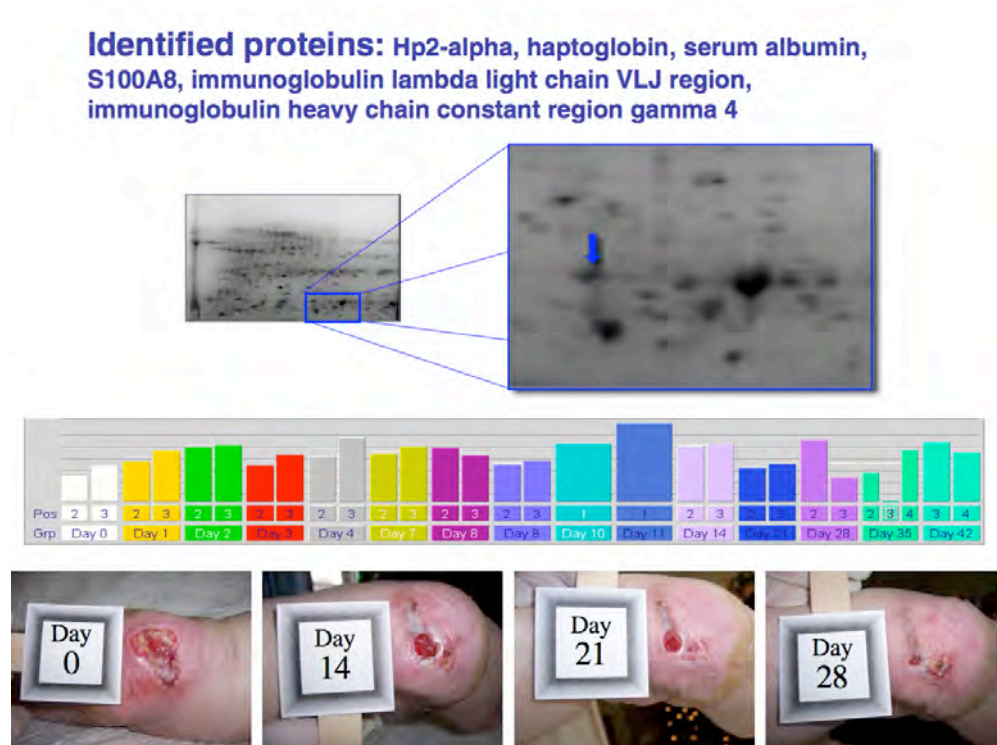 Identified proteins: Hp2-alpha, haptoglobin, serum albumin,
S100A8, immunoglobulin lambda light chain VLJ region,
immunoglobulin heavy chain constant region gamma 4
Pos 2 3 2 3 2 3 2 3 2 3 2 3 2 3 2 3 1 1 2 3 2 3 2 3 2 3 4 3 4
Grp Day 0 Day 1 Day 2 Day 3 Day 4 Day 7 Day 8 Day 8 Day 10 Day 11 Day 14 Day 21 Day 28 Day 35 Day 42
Day
0
Day
14
Day
21
Day
28